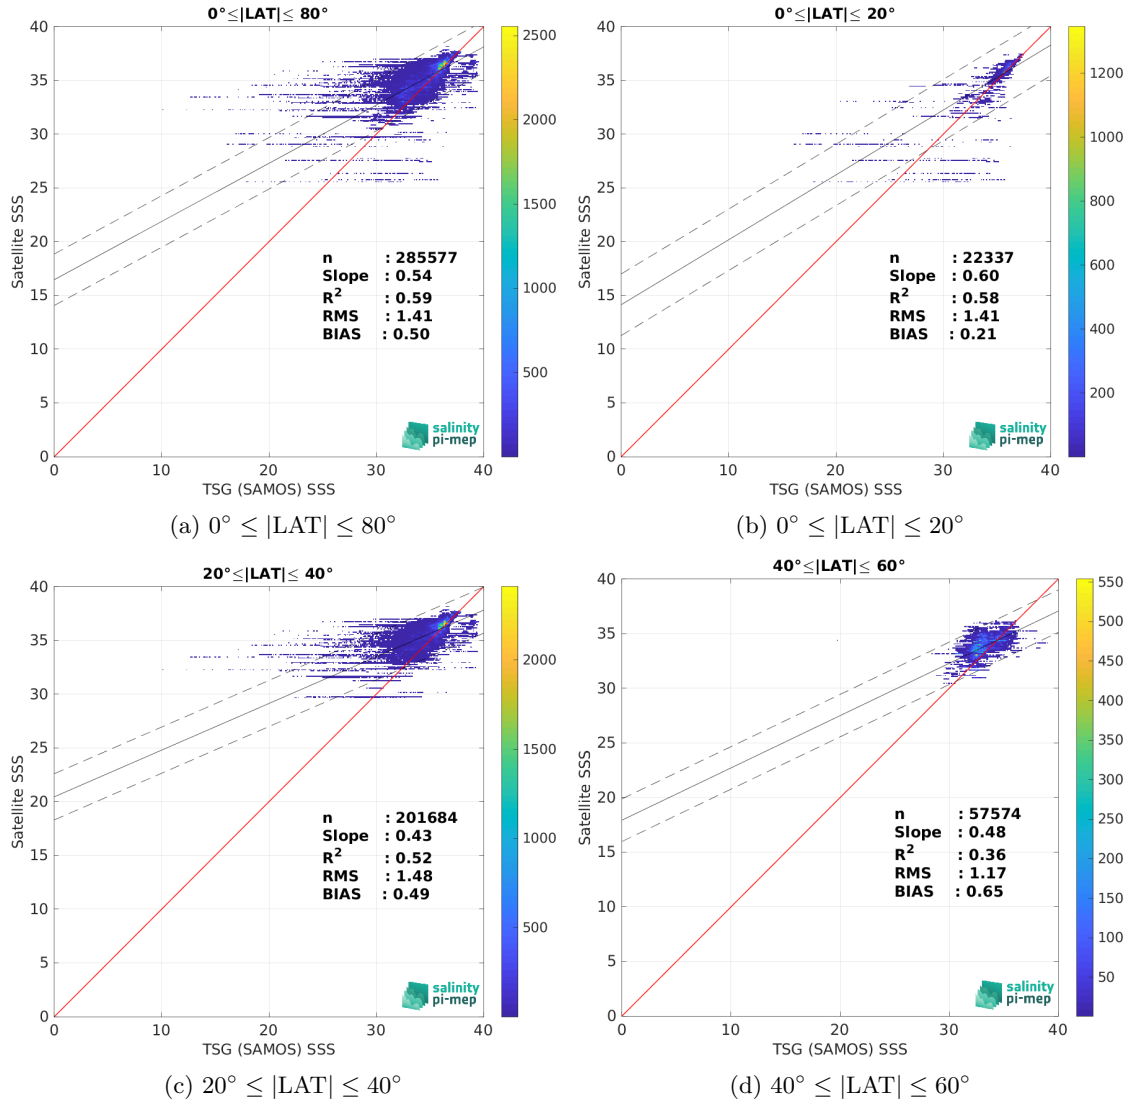 0°≤|LAT|≤ 80°
40
35
30
25
20
15
10
5
0
Satellite SSS
n : 285577
Slope : 0.54
R² : 0.59
RMS : 1.41
BIAS : 0.50
salinity
pi-mep
0 10 20 30 40
TSG (SAMOS) SSS
2500
2000
1500
1000
500
(a) 0° ≤ |LAT| ≤ 80°
0°≤|LAT|≤ 20°
40
35
30
25
20
15
10
5
0
Satellite SSS
n : 22337
Slope : 0.60
R² : 0.58
RMS : 1.41
BIAS : 0.21
salinity
pi-mep
0 10 20 30 40
TSG (SAMOS) SSS
1200
1000
800
600
400
200
(b) 0° ≤ |LAT| ≤ 20°
20°≤|LAT|≤ 40°
40
35
30
25
20
15
10
5
0
Satellite SSS
n : 201684
Slope : 0.43
R² : 0.52
RMS : 1.48
BIAS : 0.49
salinity
pi-mep
0 10 20 30 40
TSG (SAMOS) SSS
2000
1500
1000
500
(c) 20° ≤ |LAT| ≤ 40°
40°≤|LAT|≤ 60°
40
35
30
25
20
15
10
5
0
Satellite SSS
n : 57574
Slope : 0.48
R² : 0.36
RMS : 1.17
BIAS : 0.65
salinity
pi-mep
0 10 20 30 40
TSG (SAMOS) SSS
550
500
450
400
350
300
250
200
150
100
50
(d) 40° ≤ |LAT| ≤ 60°